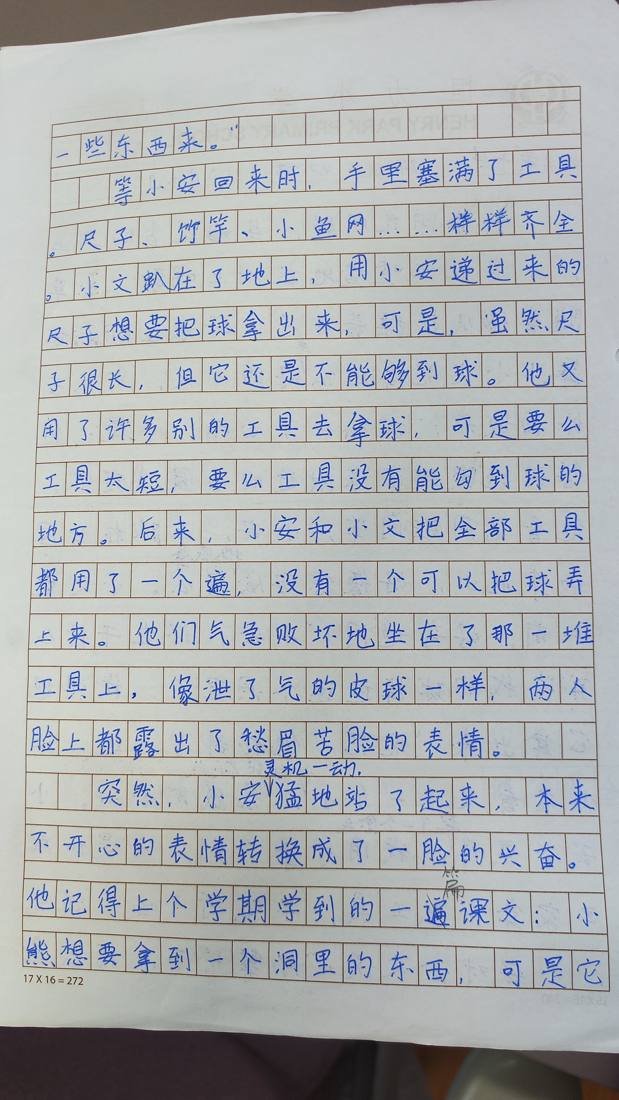 一些东西来。”
等小安回来时，手里塞满了工具
。尺子、竹竿、小鱼网……样样齐全
。小文趴在了地上，用小安递过来的
尺子想要把球拿出来，可是，虽然尺
子很长，但它还是不能够到球。他又
用了许多别的工具去拿球，可是要么
工具太短，要么工具没有能勾到球的
地方。后来，小安和小文把全部工具
都用了一个遍，没有一个可以把球弄
上来。他们气急败坏地坐在了那一堆
工具上，像泄了气的皮球一样，两人
脸上都露出了愁眉苦脸的表情。
灵机一动，
突然，小安猛地站了起来，本来
不开心的表情转换成了一脸的兴奋。
篇
他记得上个学期学到的一遍课文：小
熊想要拿到一个洞里的东西，可是它
17 X 16 = 272